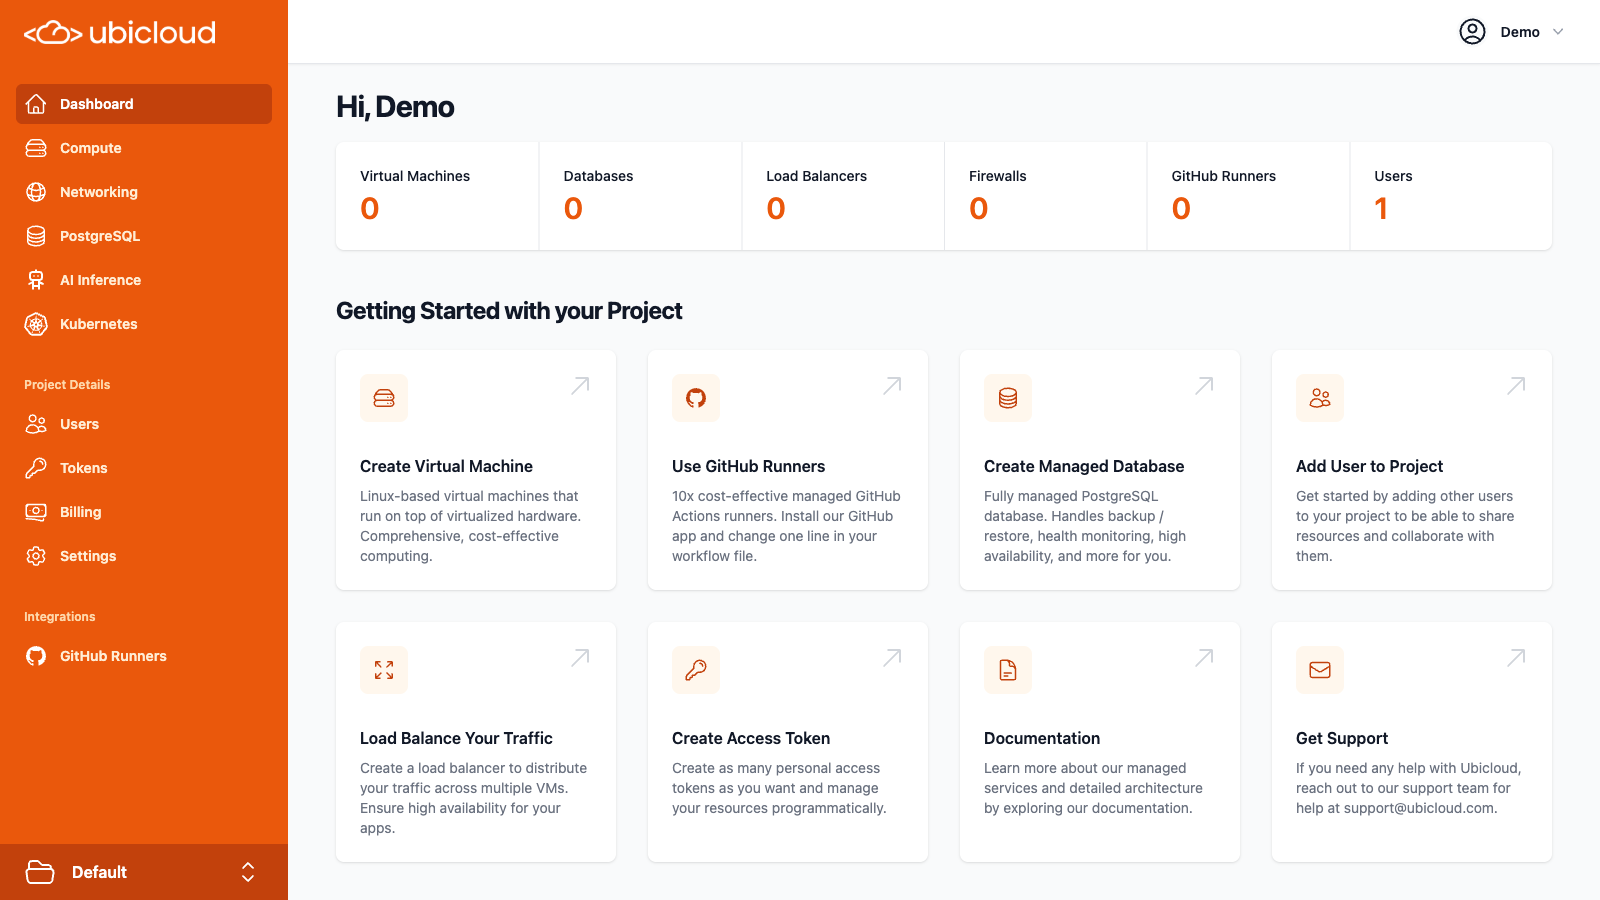 ubicloud
Demo
Dashboard
Compute
Networking
PostgreSQL
AI Inference
Kubernetes
Project Details
Users
Tokens
Billing
Settings
Integrations
GitHub Runners
Default
Hi, Demo
Virtual Machines
0
Databases
0
Load Balancers
0
Firewalls
0
GitHub Runners
0
Users
1
Getting Started with your Project
Create Virtual Machine
Linux-based virtual machines that
run on top of virtualized hardware.
Comprehensive, cost-effective
computing.
Use GitHub Runners
10x cost-effective managed GitHub
Actions runners. Install our GitHub
app and change one line in your
workflow file.
Create Managed Database
Fully managed PostgreSQL
database. Handles backup /
restore, health monitoring, high
availability, and more for you.
Add User to Project
Get started by adding other users
to your project to be able to share
resources and collaborate with
them.
Load Balance Your Traffic
Create a load balancer to distribute
your traffic across multiple VMs.
Ensure high availability for your
apps.
Create Access Token
Create as many personal access
tokens as you want and manage
your resources programmatically.
Documentation
Learn more about our managed
services and detailed architecture
by exploring our documentation.
Get Support
If you need any help with Ubicloud,
reach out to our support team for
help at support@ubicloud.com.